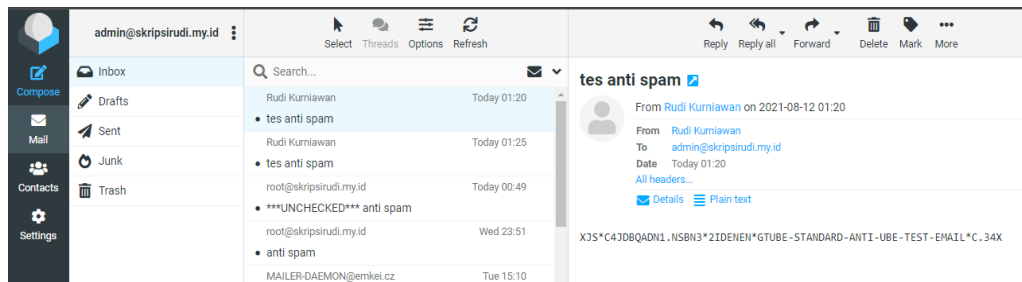 admin@skripsirudi.my.id
Select Threads Options Refresh
Reply Reply all Forward Delete Mark More
Compose
Mail
Contacts
Settings
Inbox
Drafts
Sent
Junk
Trash
Search...
Rudi Kurniawan Today 01:20
• tes anti spam
Rudi Kurniawan Today 01:25
• tes anti spam
root@skripsirudi.my.id Today 00:49
• ***UNCHECKED*** anti spam
root@skripsirudi.my.id Wed 23:51
• anti spam
MAILER-DAEMON@emkei.cz Tue 15:10
tes anti spam
From Rudi Kurniawan on 2021-08-12 01:20
From Rudi Kurniawan
To admin@skripsirudi.my.id
Date Today 01:20
All headers...
Details Plain text
XJS*C4JDBQADN1.NSBN3*2IDENEN*GTUBE-STANDARD-ANTI-UBE-TEST-EMAIL*C.34X